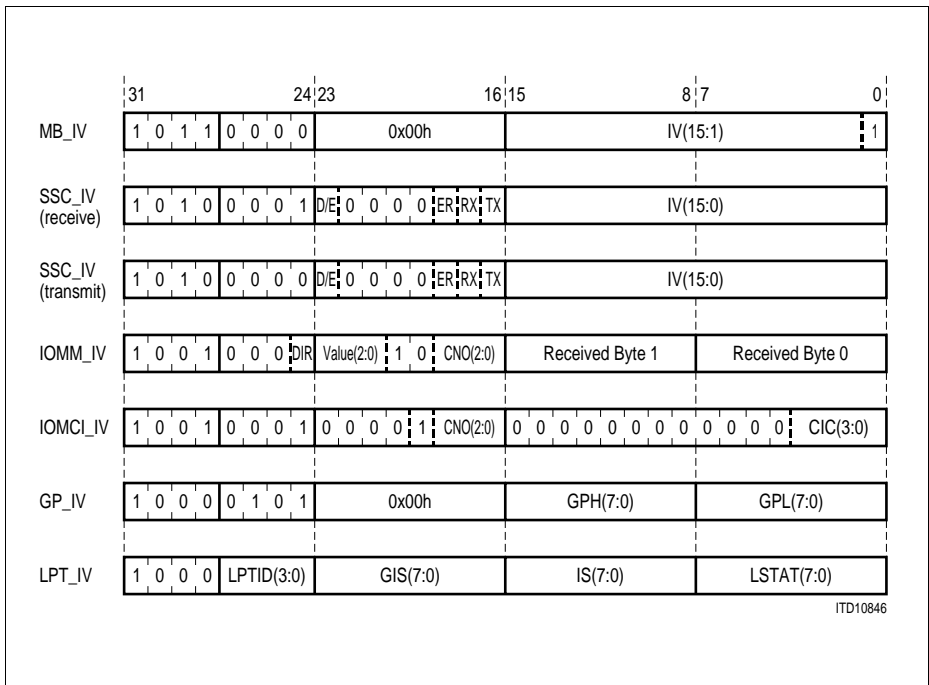 31 24 23 16 15 8 7 0
MB_IV 1 0 1 1 0 0 0 0 0x00h IV(15:1) 1
SSC_IV
(receive) 1 0 1 0 0 0 0 1 D/E 0 0 0 0 ER RX TX IV(15:0)
SSC_IV
(transmit) 1 0 1 0 0 0 0 0 D/E 0 0 0 0 ER RX TX IV(15:0)
IOMM_IV 1 0 0 1 0 0 0 DIR Value(2:0) 1 0 CNO(2:0) Received Byte 1 Received Byte 0
IOMCI_IV 1 0 0 1 0 0 0 1 0 0 0 0 1 CNO(2:0) 0 0 0 0 0 0 0 0 0 0 0 0 CIC(3:0)
GP_IV 1 0 0 0 0 1 0 1 0x00h GPH(7:0) GPL(7:0)
LPT_IV 1 0 0 0 LPTID(3:0) GIS(7:0) IS(7:0) LSTAT(7:0)
ITD10846